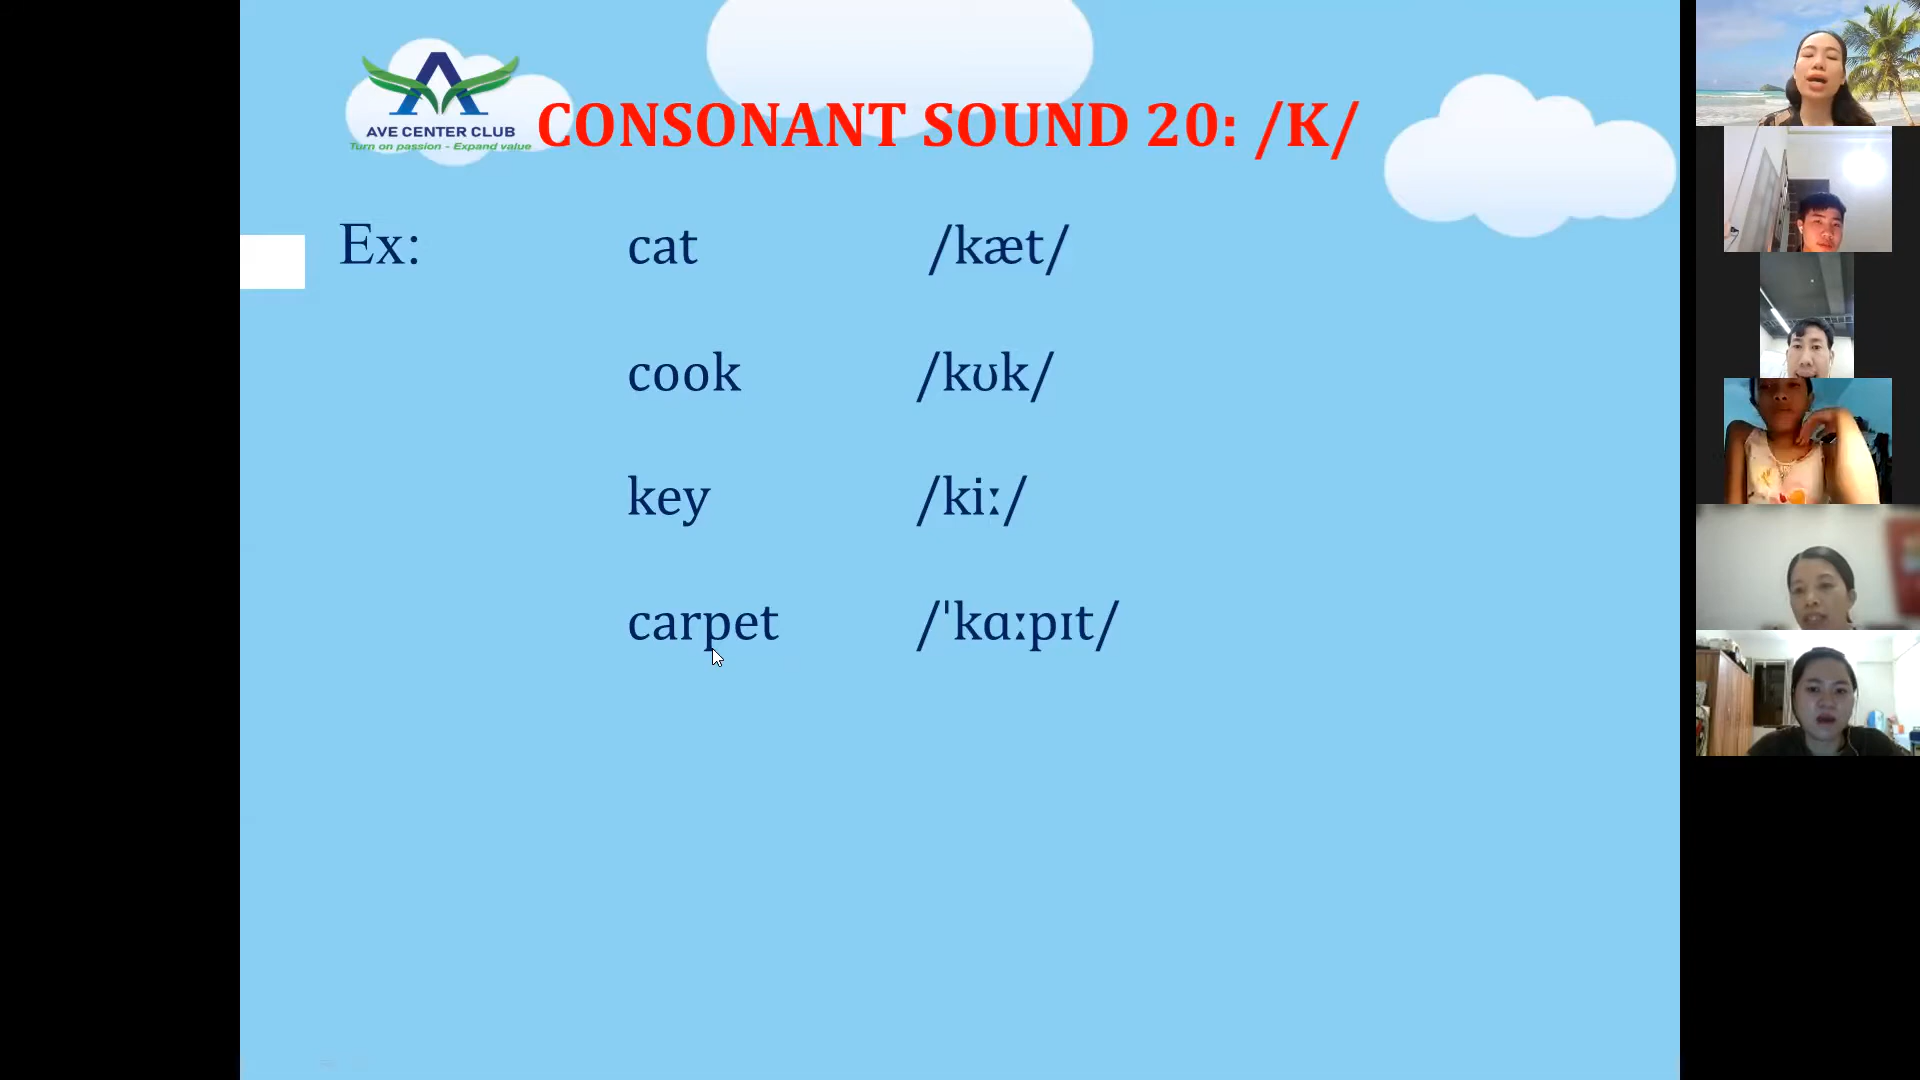 AVE CENTER CLUB
Turn on passion - Expand value
CONSONANT SOUND 20: /K/
Ex: cat /kæt/
cook /kʊk/
key /kiː/
carpet /ˈkɑːpɪt/